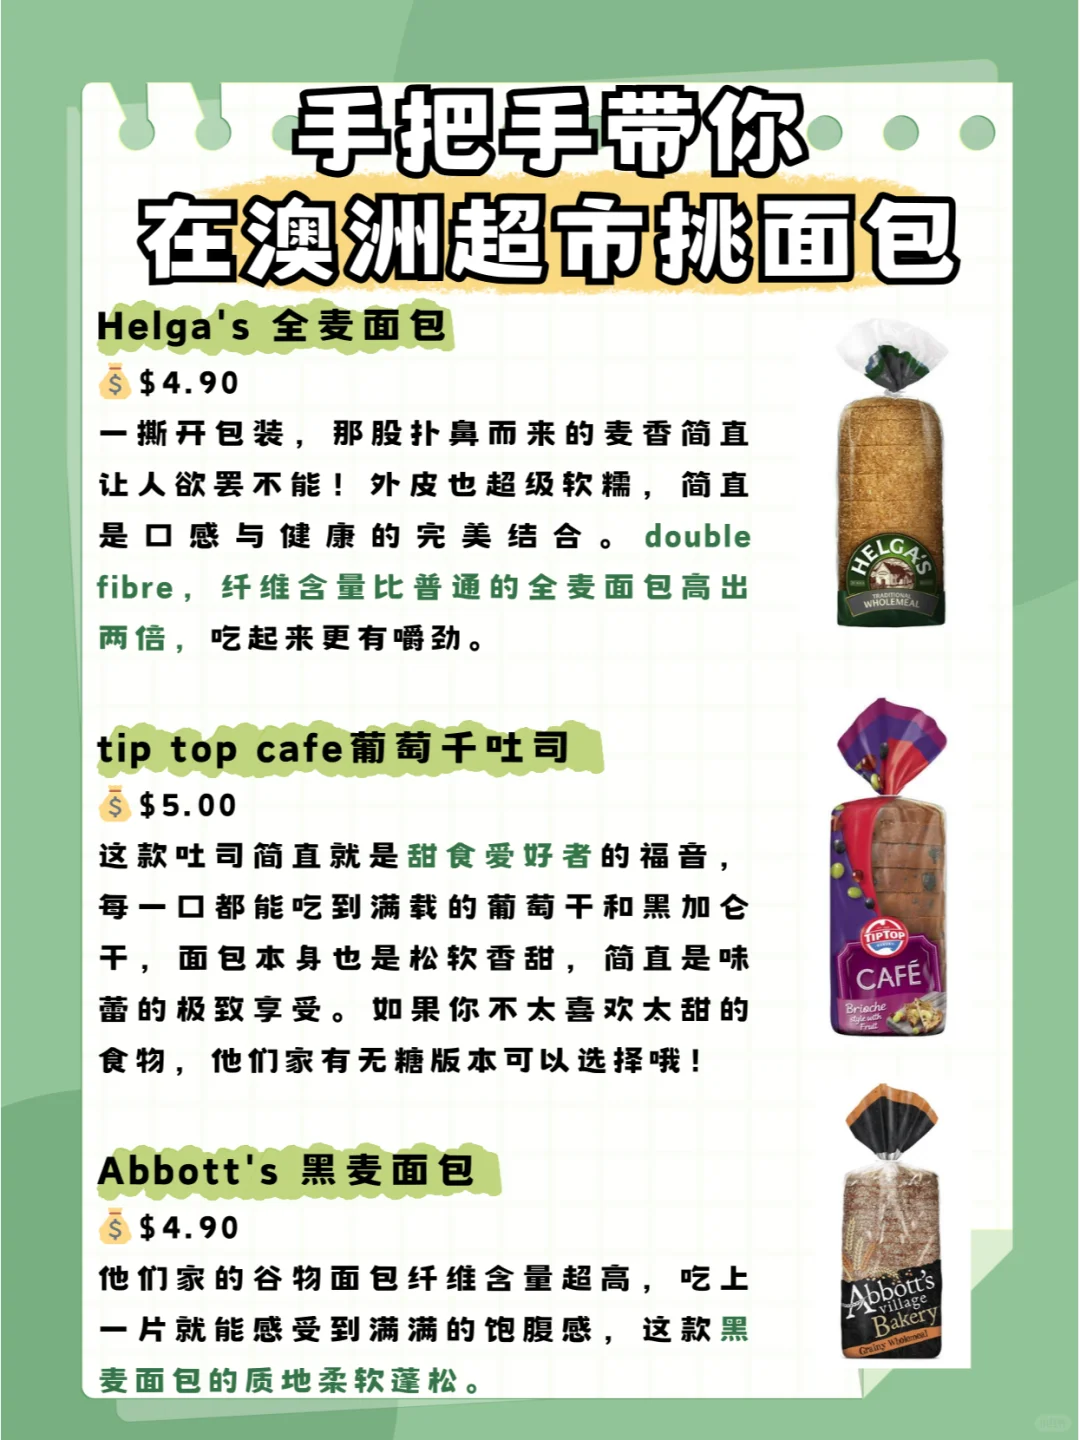 手把手带你
在澳洲超市挑面包
Helga's 全麦面包
$4.90
一撕开包装，那股扑鼻而来的麦香简直
让人欲罢不能！外皮也超级软糯，简直
是口感与健康的完美结合。double
fibre，纤维含量比普通的全麦面包高出
两倍，吃起来更有嚼劲。
HELGA'S
TRADITIONAL
WHOLEMEAL
tip top cafe葡萄干吐司
$5.00
这款吐司简直就是甜食爱好者的福音，
每一口都能吃到满载的葡萄干和黑加仑
干，面包本身也是松软香甜，简直是味
蕾的极致享受。如果你不太喜欢太甜的
食物，他们家有无糖版本可以选择哦！
TIPTOP
CAFÉ
Brioche
style with
Fruit
Abbott's 黑麦面包
$4.90
他们家的谷物面包纤维含量超高，吃上
一片就能感受到满满的饱腹感，这款黑
麦面包的质地柔软蓬松。
Abbott's
village
Bakery
Grainy Wholemeal